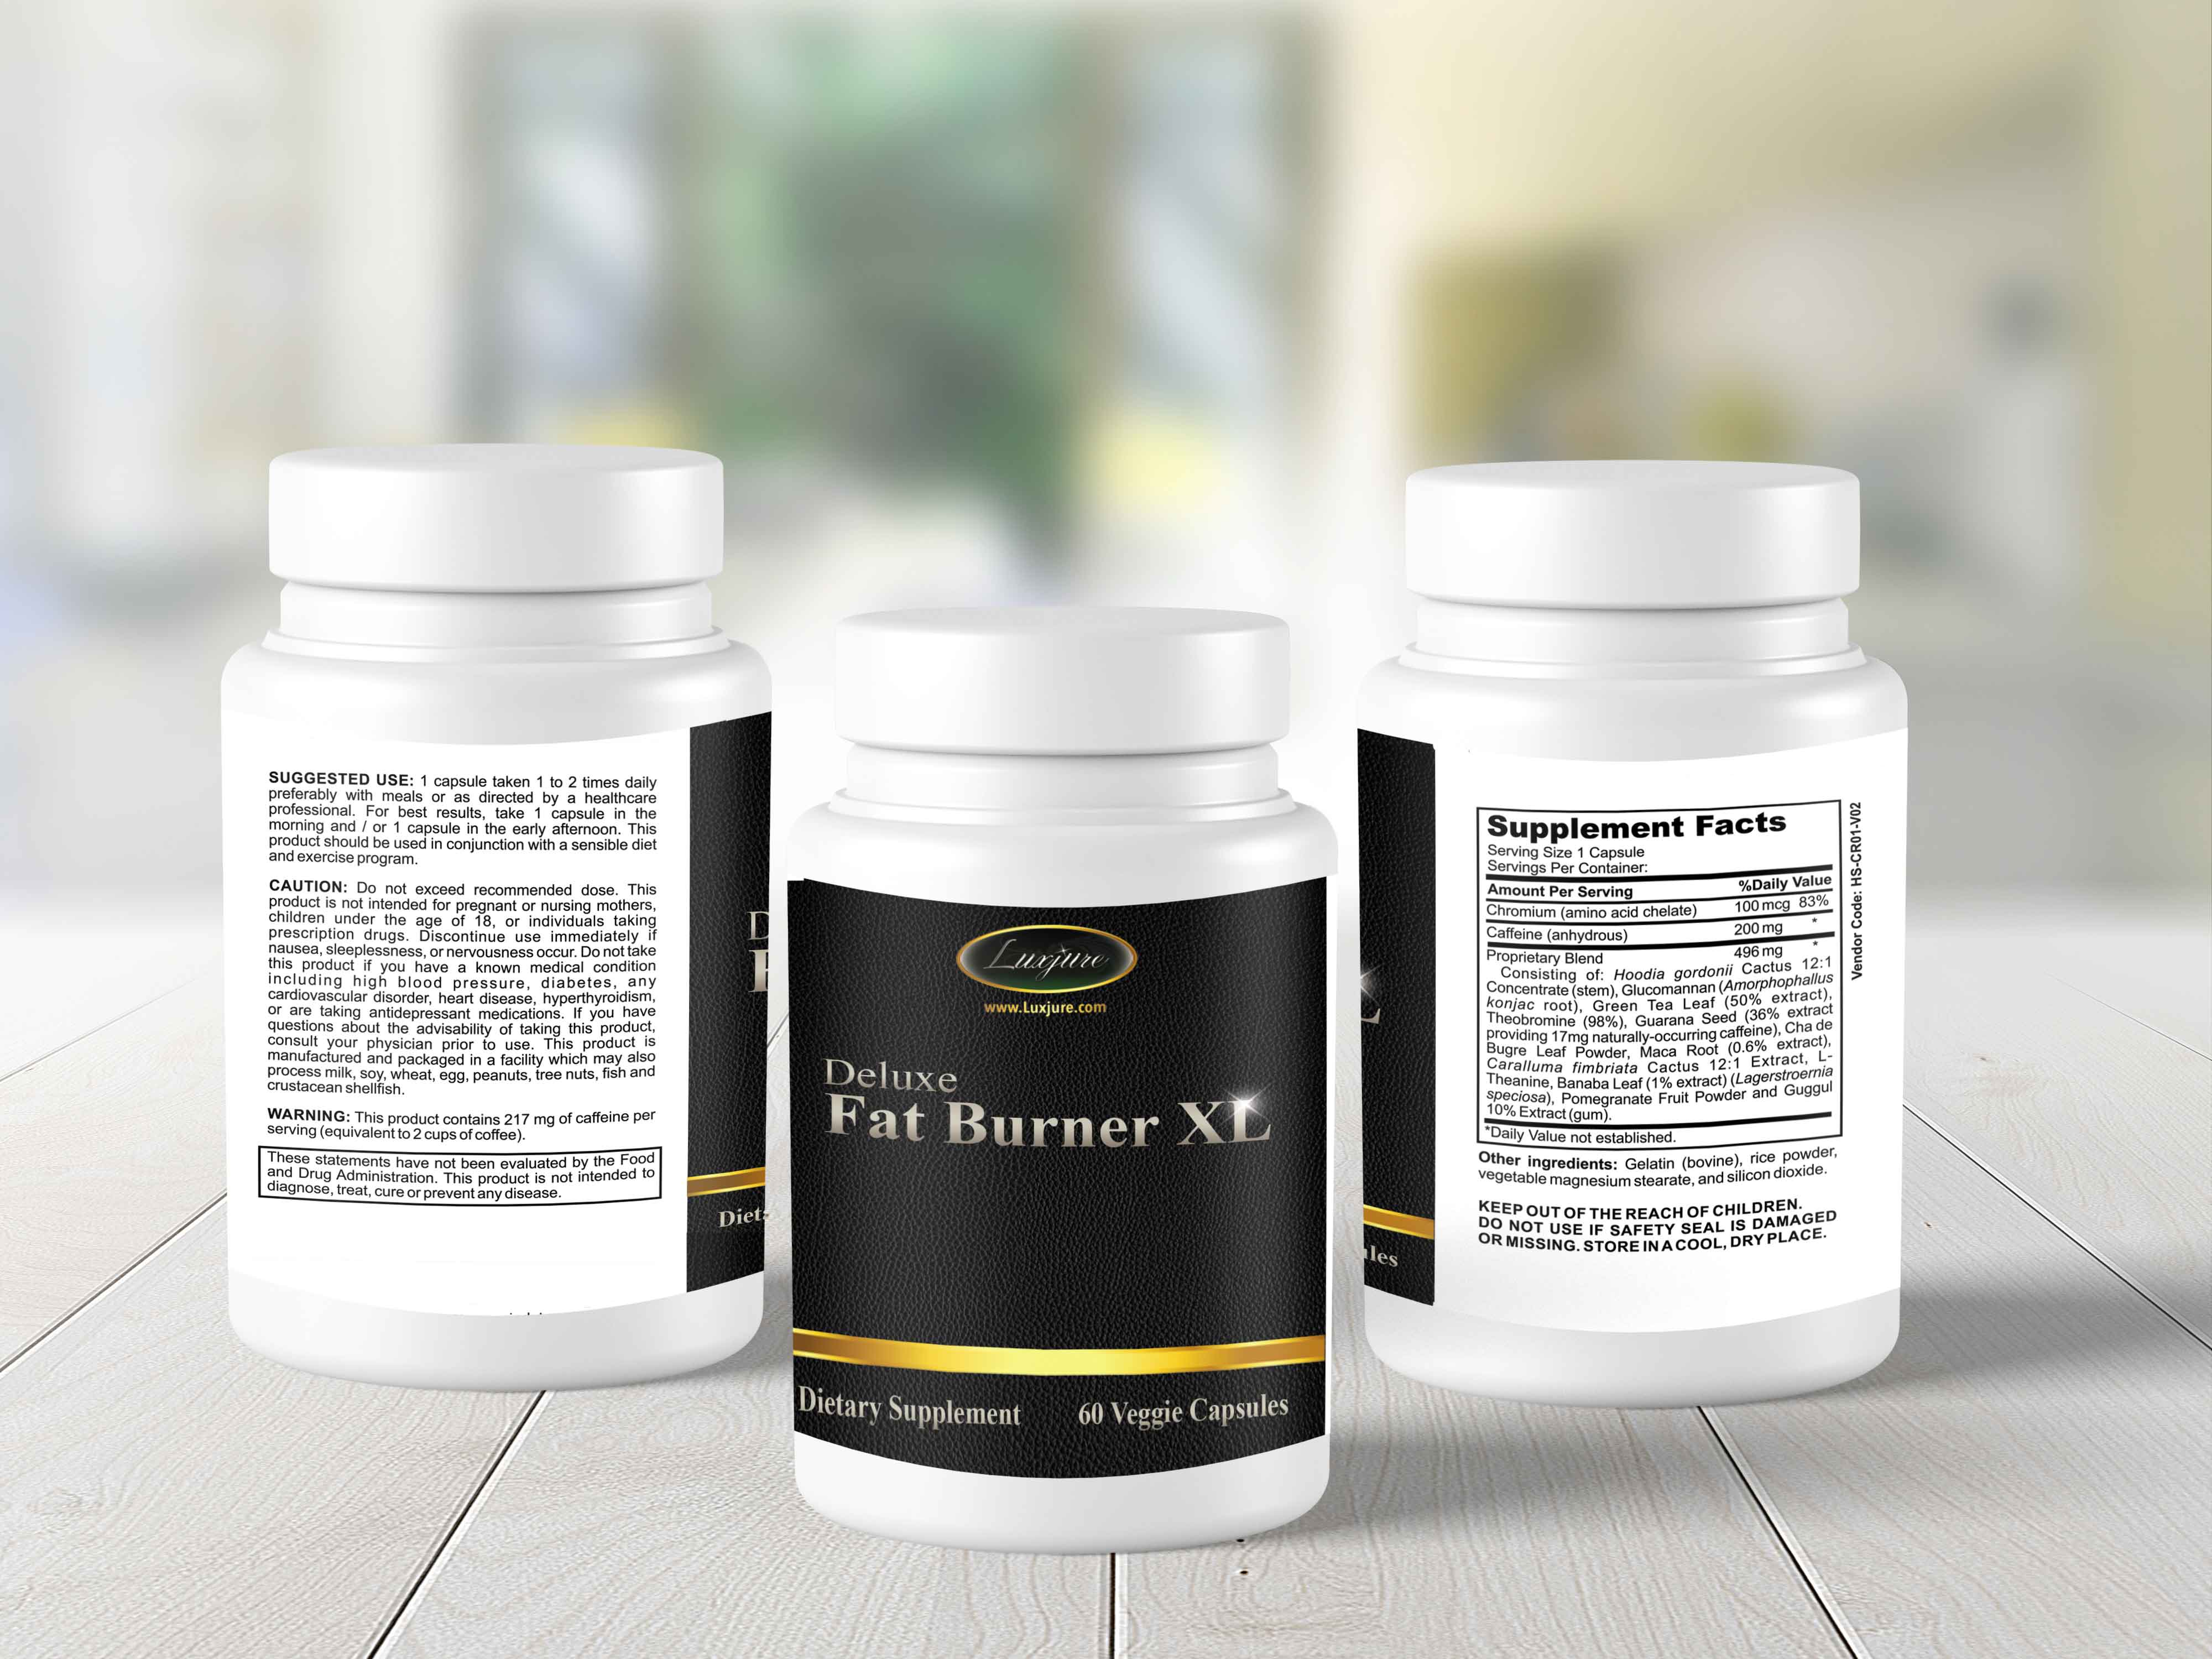 SUGGESTED USE: 1 capsule taken 1 to 2 times daily
preferably with meals or as directed by a healthcare
professional. For best results, take 1 capsule in the
morning and / or 1 capsule in the early afternoon. This
product should be used in conjunction with a sensible diet
and exercise program.
CAUTION: Do not exceed recommended dose. This
product is not intended for pregnant or nursing mothers,
children under the age of 18, or individuals taking
prescription drugs. Discontinue use immediately if
nausea, sleeplessness, or nervousness occur. Do not take
this product if you have a known medical condition
including high blood pressure, diabetes, any
cardiovascular disorder, heart disease, hyperthyroidism,
or are taking antidepressant medications. If you have
questions about the advisability of taking this product,
consult your physician prior to use. This product is
manufactured and packaged in a facility which may also
process milk, soy, wheat, egg, peanuts, tree nuts, fish and
crustacean shellfish.
WARNING: This product contains 217 mg of caffeine per
serving (equivalent to 2 cups of coffee).
These statements have not been evaluated by the Food
and Drug Administration. This product is not intended to
diagnose, treat, cure or prevent any disease.
Luxjure
www.Luxjure.com
Deluxe
Fat Burner XL
Dietary Supplement 60 Veggie Capsules
Supplement Facts
Serving Size 1 Capsule
Servings Per Container:
Amount Per Serving %Daily Value
Chromium (amino acid chelate) 100 mcg 83%
Caffeine (anhydrous) 200 mg *
Proprietary Blend 496 mg *
Consisting of: Hoodia gordonii Cactus 12:1
Concentrate (stem), Glucomannan (Amorphophallus
konjac root), Green Tea Leaf (50% extract),
Theobromine (98%), Guarana Seed (36% extract
providing 17mg naturally-occurring caffeine), Cha de
Bugre Leaf Powder, Maca Root (0.6% extract),
Caralluma fimbriata Cactus 12:1 Extract, L-
Theanine, Banaba Leaf (1% extract) (Lagerstroernia
speciosa), Pomegranate Fruit Powder and Guggul
10% Extract (gum).
*Daily Value not established.
Other ingredients: Gelatin (bovine), rice powder,
vegetable magnesium stearate, and silicon dioxide.
KEEP OUT OF THE REACH OF CHILDREN.
DO NOT USE IF SAFETY SEAL IS DAMAGED
OR MISSING. STORE IN A COOL, DRY PLACE.
Vendor Code: HS-CR01-V02